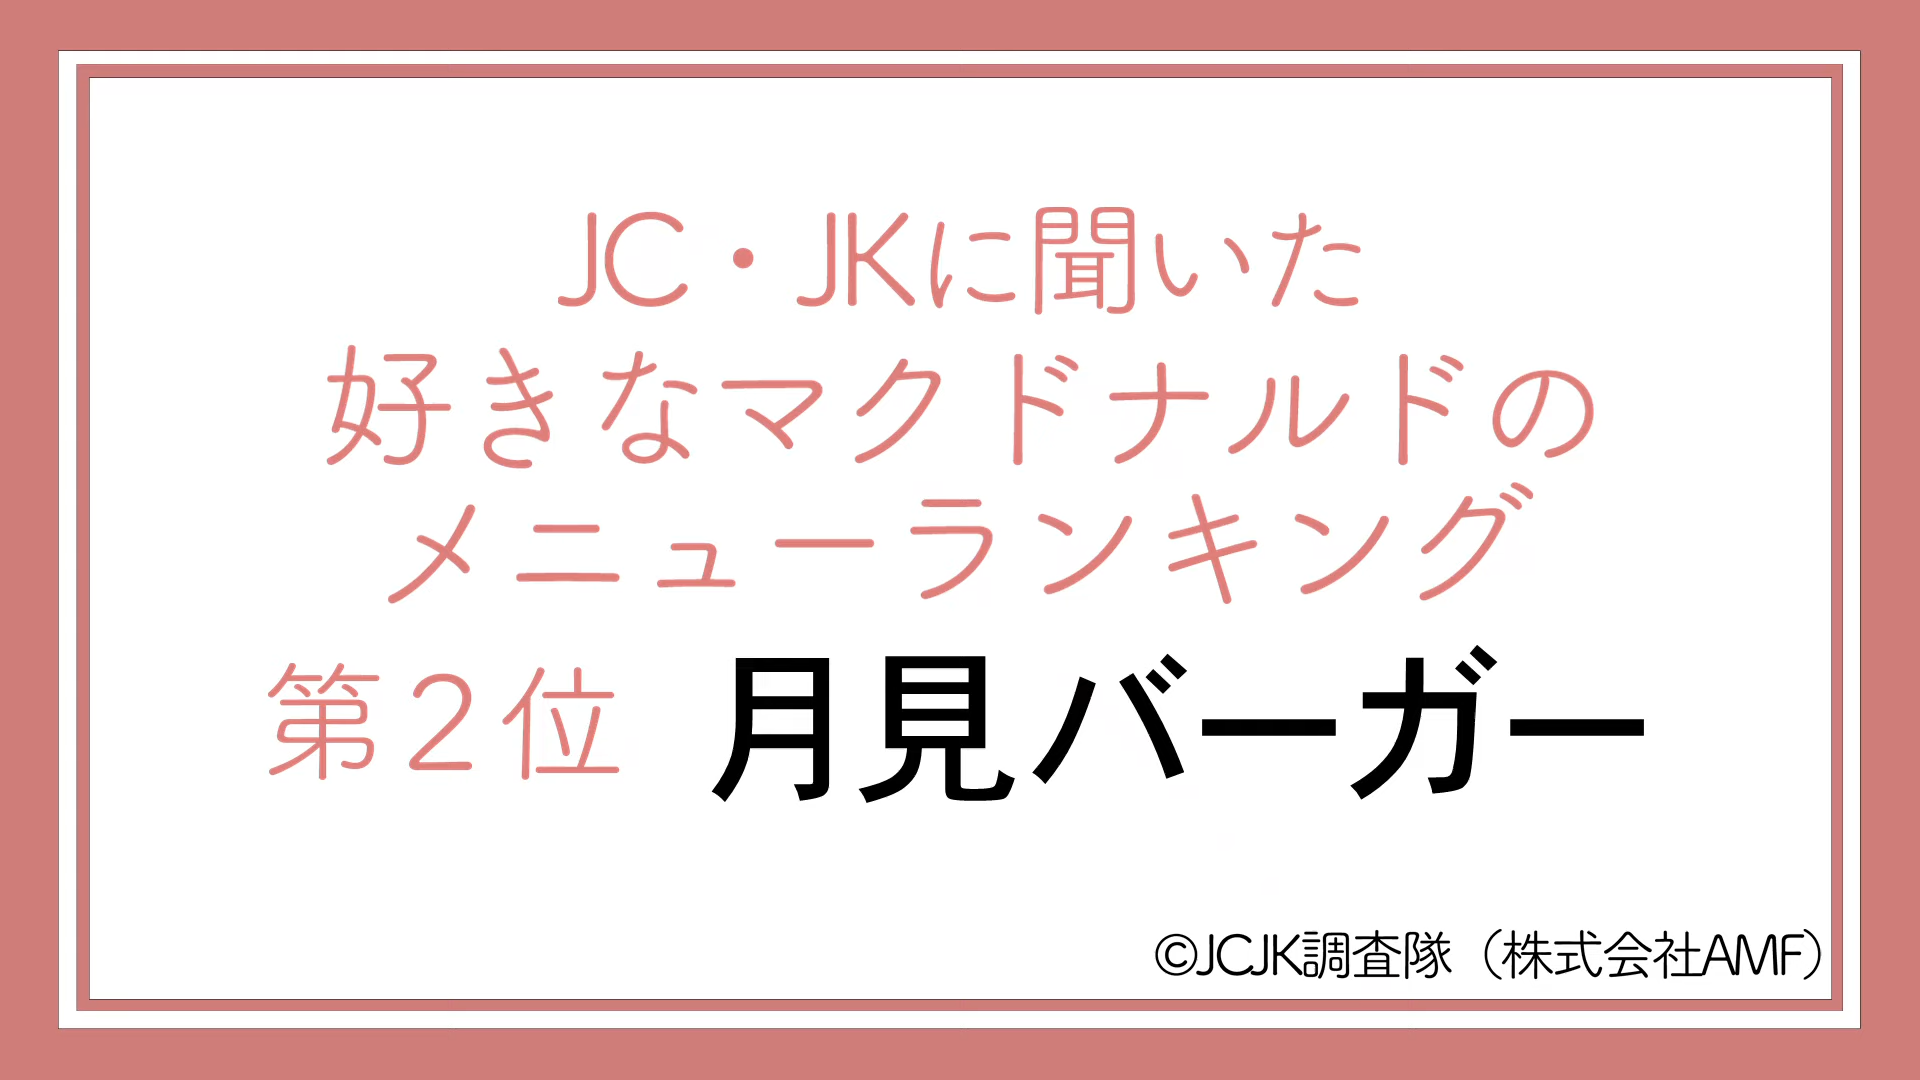 JC・JKに聞いた
好きなマクドナルドの
メニューランキング
第２位 月見バーガー
©JCJK調査隊（株式会社AMF）